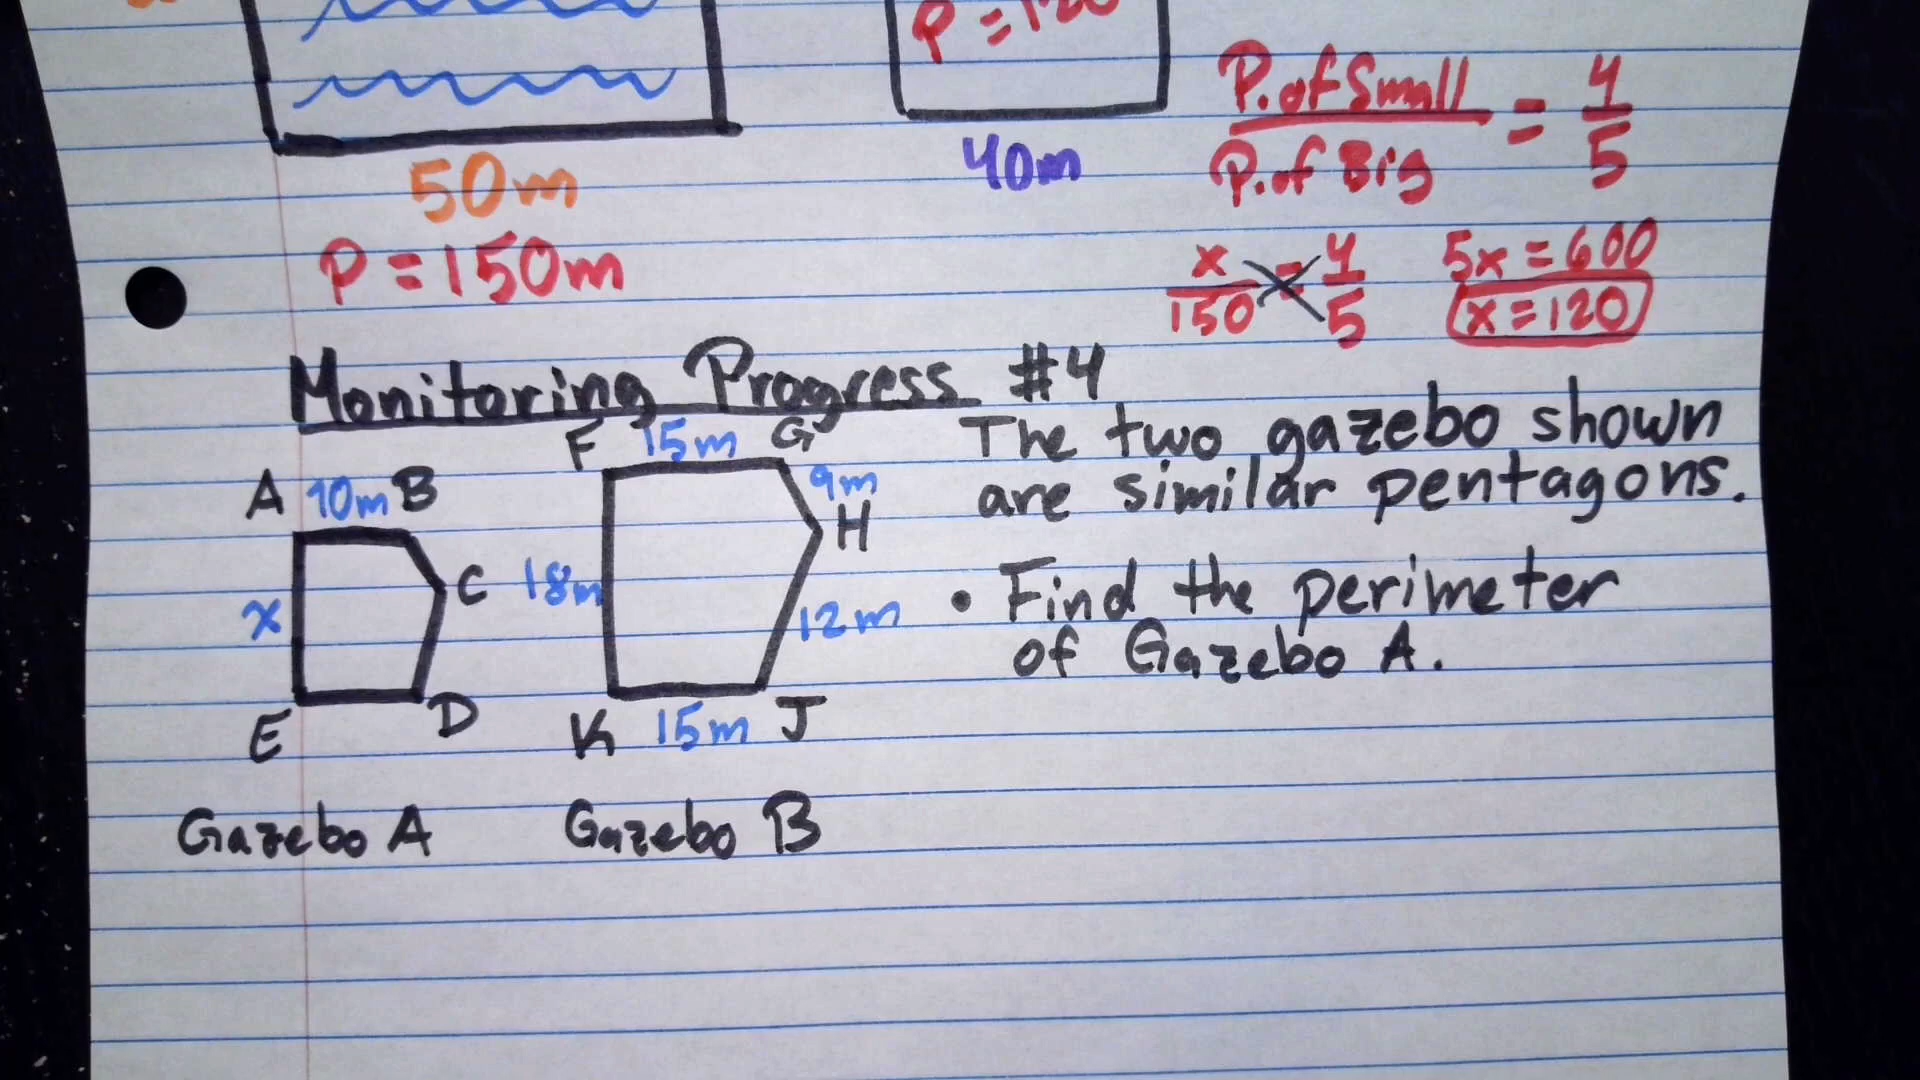 50m
40m
P. of Small
P. of Big
= 4
5
P = 150m
x
150
= 4
5
5x = 600
x = 120
Monitoring Progress #4
The two gazebo shown
are similar pentagons.
• Find the perimeter
of Gazebo A.
A 10m B
C
x
E
D
F 15m G
9m
H
18m
12m
K 15m J
Gazebo A
Gazebo B